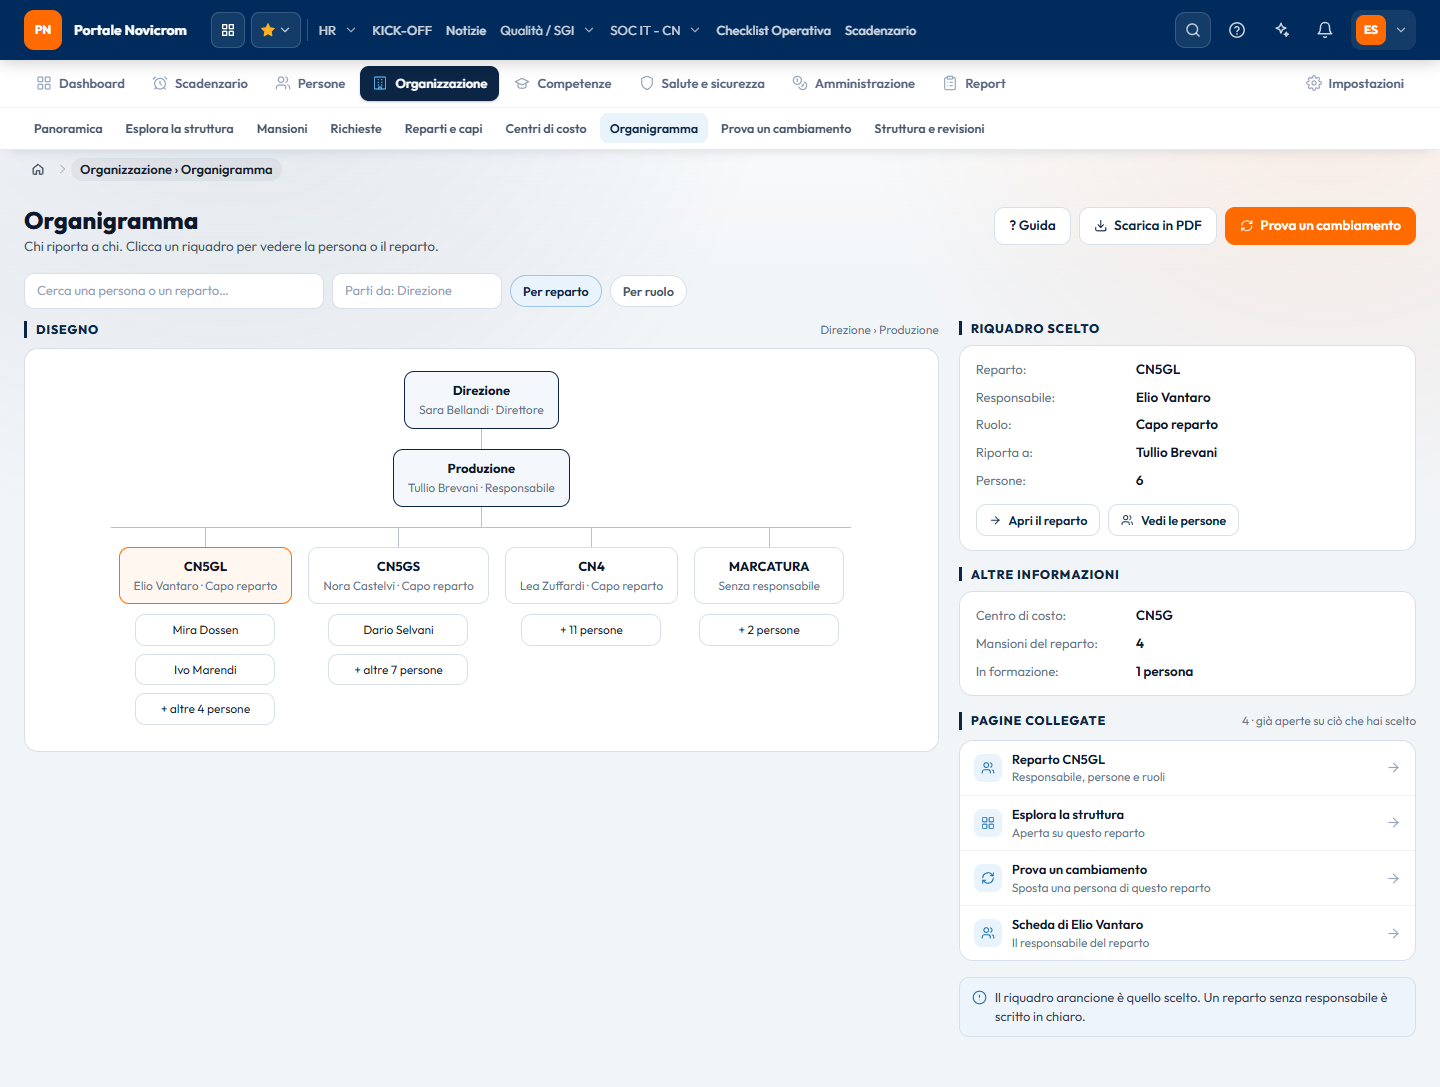 PN
Portale Novicrom
HR
KICK-OFF
Notizie
Qualità / SGI
SOC IT - CN
Checklist Operativa
Scadenzario
ES
Dashboard
Scadenzario
Persone
Organizzazione
Competenze
Salute e sicurezza
Amministrazione
Report
Impostazioni
Panoramica
Esplora la struttura
Mansioni
Richieste
Reparti e capi
Centri di costo
Organigramma
Prova un cambiamento
Struttura e revisioni
Organizzazione › Organigramma
Organigramma
Chi riporta a chi. Clicca un riquadro per vedere la persona o il reparto.
? Guida
Scarica in PDF
Prova un cambiamento
Cerca una persona o un reparto...
Parti da: Direzione
Per reparto
Per ruolo
DISEGNO
Direzione › Produzione
Direzione
Sara Bellandi · Direttore
Produzione
Tullio Brevani · Responsabile
CN5GL
Elio Vantaro · Capo reparto
Mira Dossen
Ivo Marendi
+ altre 4 persone
CN5GS
Nora Castelvi · Capo reparto
Dario Selvani
+ altre 7 persone
CN4
Lea Zuffardi · Capo reparto
+ 11 persone
MARCATURA
Senza responsabile
+ 2 persone
RIQUADRO SCELTO
Reparto: CN5GL
Responsabile: Elio Vantaro
Ruolo: Capo reparto
Riporta a: Tullio Brevani
Persone: 6
Apri il reparto
Vedi le persone
ALTRE INFORMAZIONI
Centro di costo: CN5G
Mansioni del reparto: 4
In formazione: 1 persona
PAGINE COLLEGATE
4 · già aperte su ciò che hai scelto
Reparto CN5GL
Responsabile, persone e ruoli
Esplora la struttura
Aperta su questo reparto
Prova un cambiamento
Sposta una persona di questo reparto
Scheda di Elio Vantaro
Il responsabile del reparto
Il riquadro arancione è quello scelto. Un reparto senza responsabile è
scritto in chiaro.